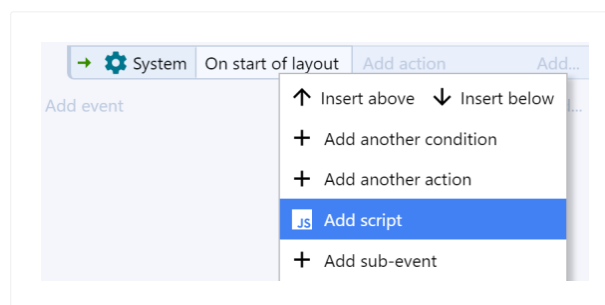 System On start of layout Add action Add...
Add event
Insert above Insert below
Add another condition
Add another action
JS Add script
Add sub-event